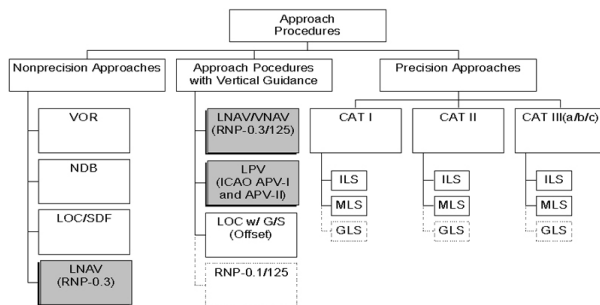 Approach
Procedures
Nonprecision Approaches
Approach Pocedures
with Vertical Guidance
Precision Approaches
VOR
NDB
LOC/SDF
LNAV
(RNP-0.3)
LNAV/VNAV
(RNP-0.3/125)
LPV
(ICAO APV-I
and APV-II)
LOC w/ G/S
(Offset)
RNP-0.1/125
CAT I
ILS
MLS
GLS
CAT II
ILS
MLS
GLS
CAT III(a/b/c)
ILS
MLS
GLS